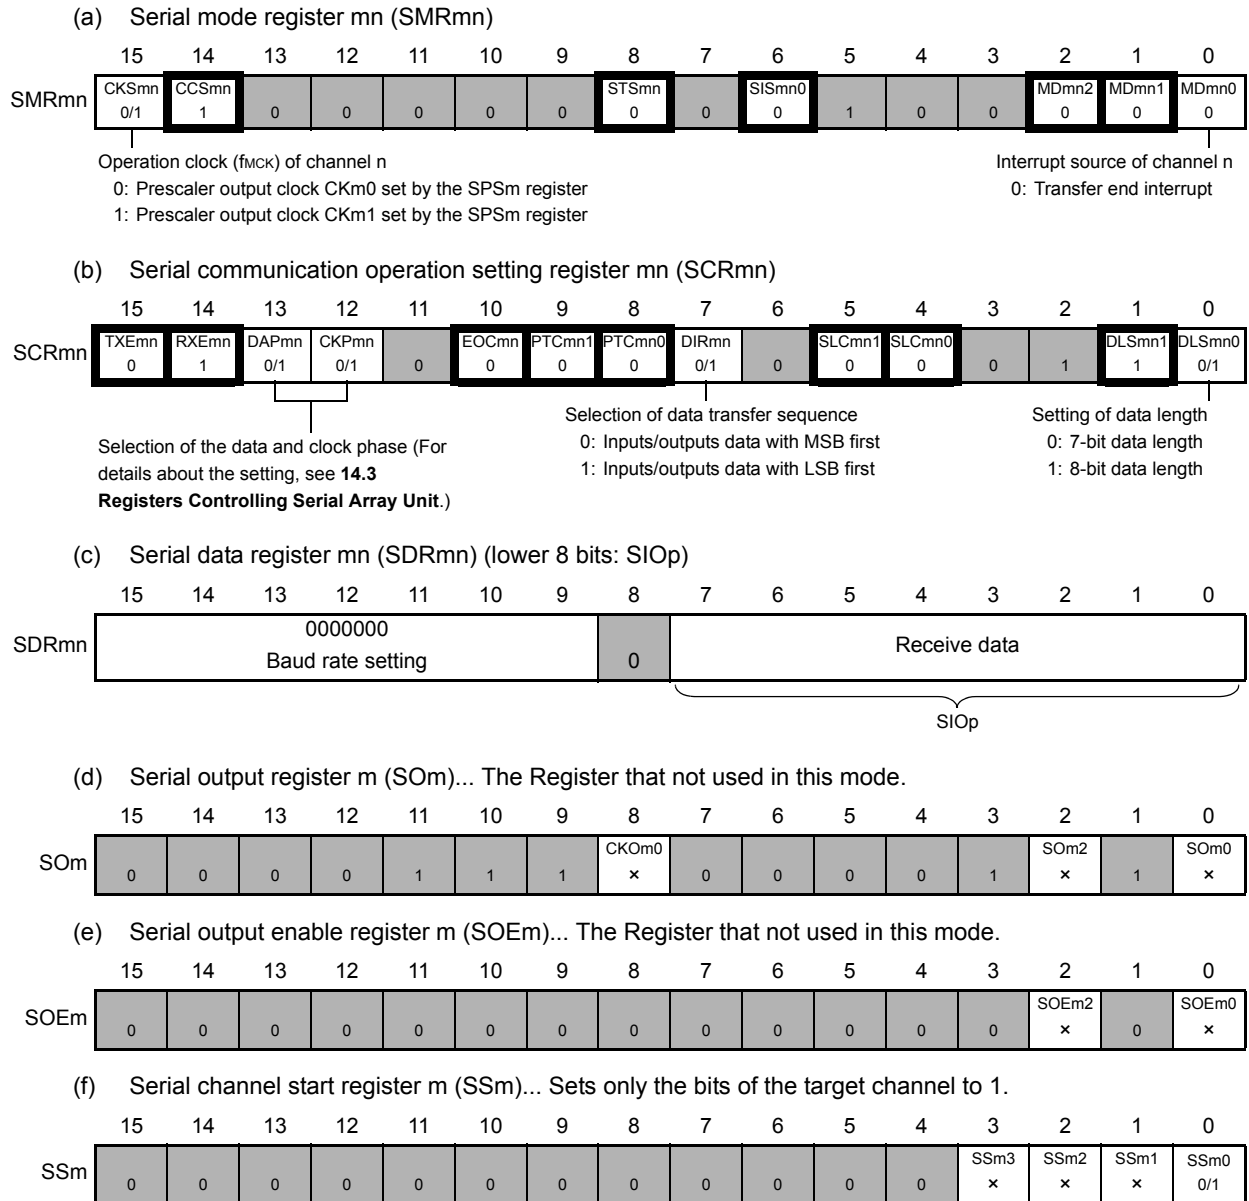 (a) Serial mode register mn (SMRmn)
15 14 13 12 11 10 9 8 7 6 5 4 3 2 1 0
CKSmn CCSmn STSmn SISmn0 MDmn2 MDmn1 MDmn0
SMRmn 0/1 1 0 0 0 0 0 0 0 0 1 0 0 0 0 0
Operation clock (fMCK) of channel n Interrupt source of channel n
0: Prescaler output clock CKm0 set by the SPSm register 0: Transfer end interrupt
1: Prescaler output clock CKm1 set by the SPSm register
(b) Serial communication operation setting register mn (SCRmn)
15 14 13 12 11 10 9 8 7 6 5 4 3 2 1 0
TXEmn RXEmn DAPmn CKPmn EOCmn PTCmn1 PTCmn0 DIRmn SLCmn1 SLCmn0 DLSmn1 DLSmn0
SCRmn 0 1 0/1 0/1 0 0 0 0 0/1 0 0 0 0 1 1 0/1
Selection of data transfer sequence Setting of data length
0: Inputs/outputs data with MSB first 0: 7-bit data length
1: Inputs/outputs data with LSB first 1: 8-bit data length
Selection of the data and clock phase (For
details about the setting, see 14.3
Registers Controlling Serial Array Unit.)
(c) Serial data register mn (SDRmn) (lower 8 bits: SIOp)
15 14 13 12 11 10 9 8 7 6 5 4 3 2 1 0
0000000
SDRmn Baud rate setting 0 Receive data
SIOp
(d) Serial output register m (SOm)... The Register that not used in this mode.
15 14 13 12 11 10 9 8 7 6 5 4 3 2 1 0
CKOm0 SOm2 SOm0
SOm 0 0 0 0 1 1 1 × 0 0 0 0 1 × 1 ×
(e) Serial output enable register m (SOEm)... The Register that not used in this mode.
15 14 13 12 11 10 9 8 7 6 5 4 3 2 1 0
SOEm2 SOEm0
SOEm 0 0 0 0 0 0 0 0 0 0 0 0 0 × 0 ×
(f) Serial channel start register m (SSm)... Sets only the bits of the target channel to 1.
15 14 13 12 11 10 9 8 7 6 5 4 3 2 1 0
SSm3 SSm2 SSm1 SSm0
SSm 0 0 0 0 0 0 0 0 0 0 0 0 × × × 0/1